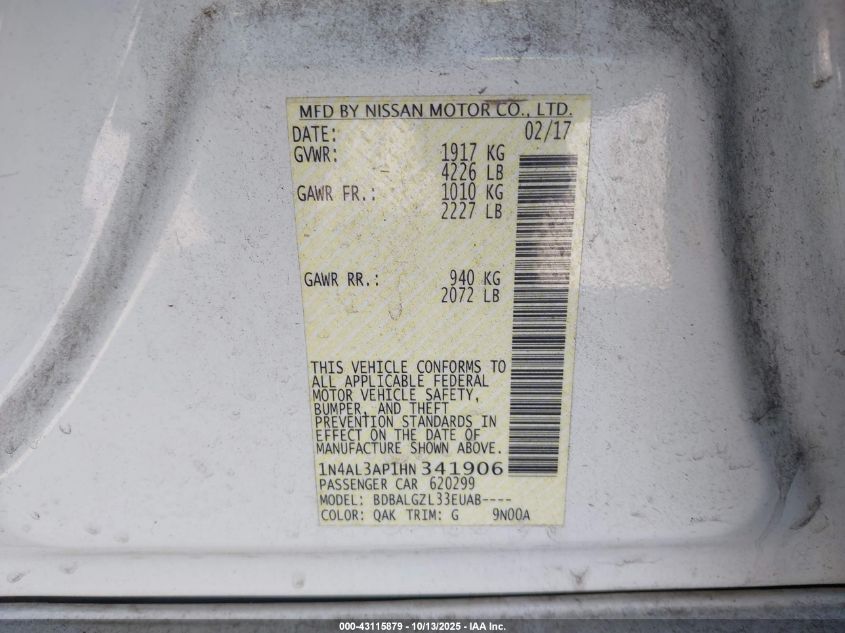 MFD BY NISSAN MOTOR CO., LTD.
DATE: 02/17
GVWR: 1917 KG
4226 LB
GAWR FR.: 1010 KG
2227 LB
GAWR RR.: 940 KG
2072 LB
THIS VEHICLE CONFORMS TO
ALL APPLICABLE FEDERAL
MOTOR VEHICLE SAFETY,
BUMPER, AND THEFT
PREVENTION STANDARDS IN
EFFECT ON THE DATE OF
MANUFACTURE SHOWN ABOVE.
1N4AL3AP1HN341906
PASSENGER CAR 620299
MODEL: BDBALGZL33EUAB----
COLOR: QAK TRIM: G 9N00A
000-43115879 - 10/13/2025 - IAA Inc.